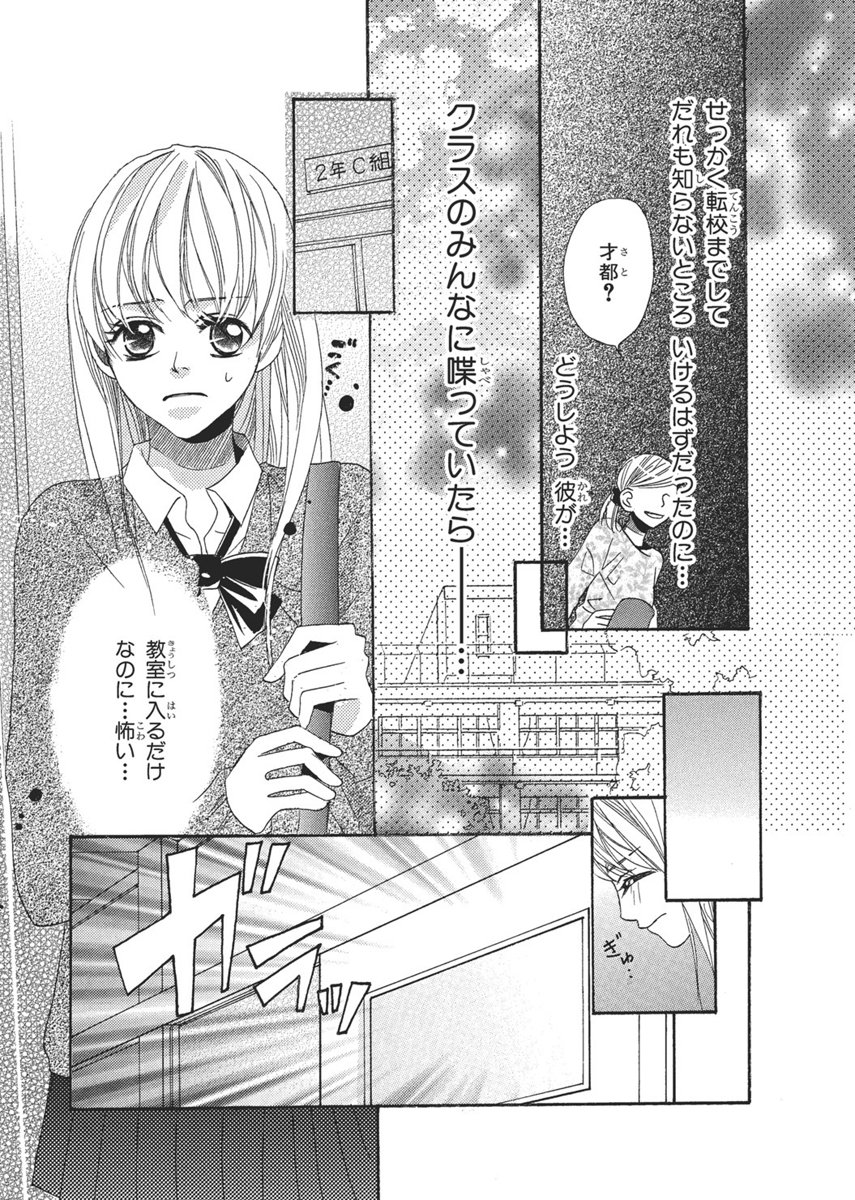 せっかく転校までして
だれも知らないところ いけるはずだったのに…
才都?
どうしよう 彼が…
クラスのみんなに喋っていたら――…
2年C組
教室に入るだけ
なのに…怖い…
ぎゅ…
ガラッ